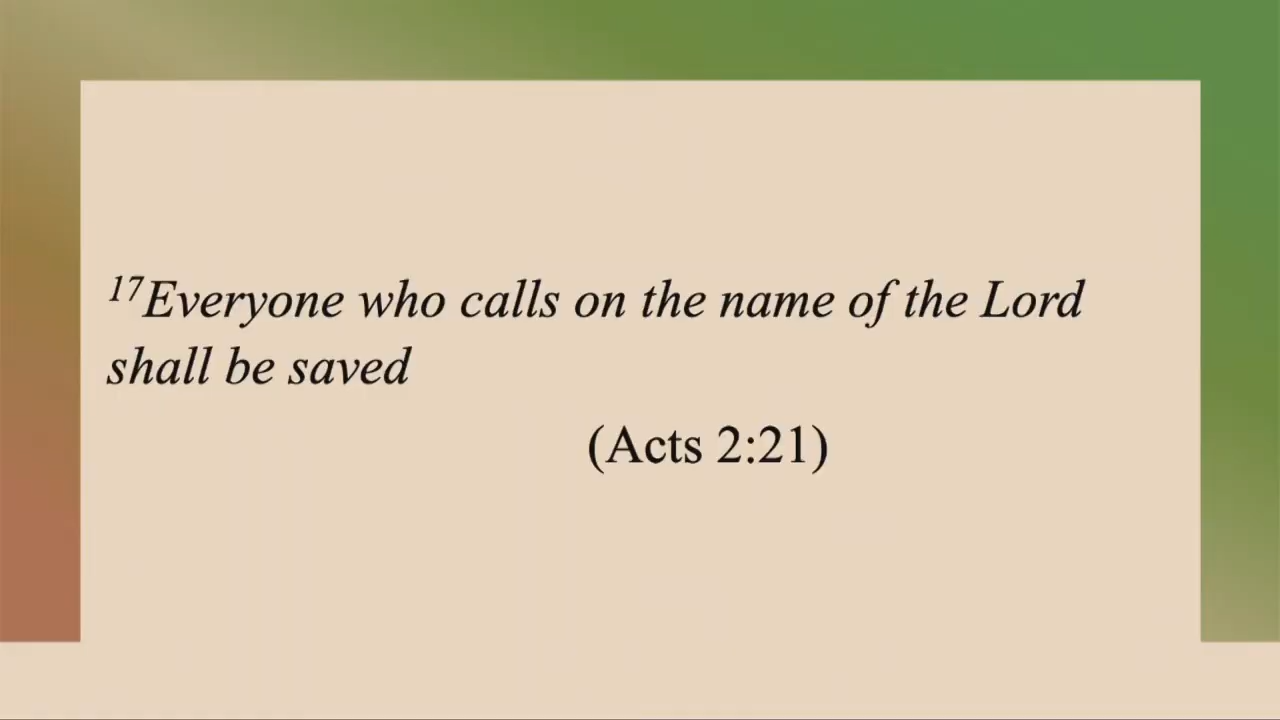 17Everyone who calls on the name of the Lord
shall be saved
(Acts 2:21)